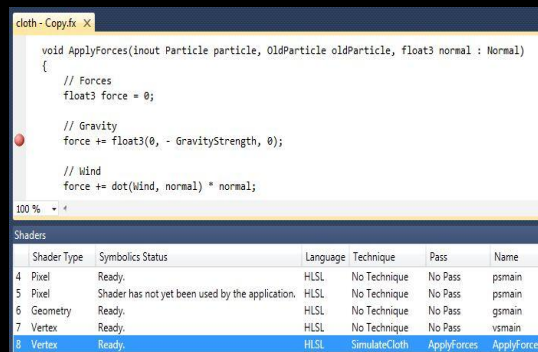 cloth - Copy.fx X
void ApplyForces(inout Particle particle, OldParticle oldParticle, float3 normal : Normal)
{
// Forces
float3 force = 0;
// Gravity
force += float3(0, - GravityStrength, 0);
// Wind
force += dot(Wind, normal) * normal;
100 %
Shaders
Shader Type Symbolics Status Language Technique Pass Name
4 Pixel Ready. HLSL No Technique No Pass psmain
5 Pixel Shader has not yet been used by the application. HLSL No Technique No Pass psmain
6 Geometry Ready. HLSL No Technique No Pass gsmain
7 Vertex Ready. HLSL No Technique No Pass vsmain
8 Vertex Ready. HLSL SimulateCloth ApplyForces ApplyForce